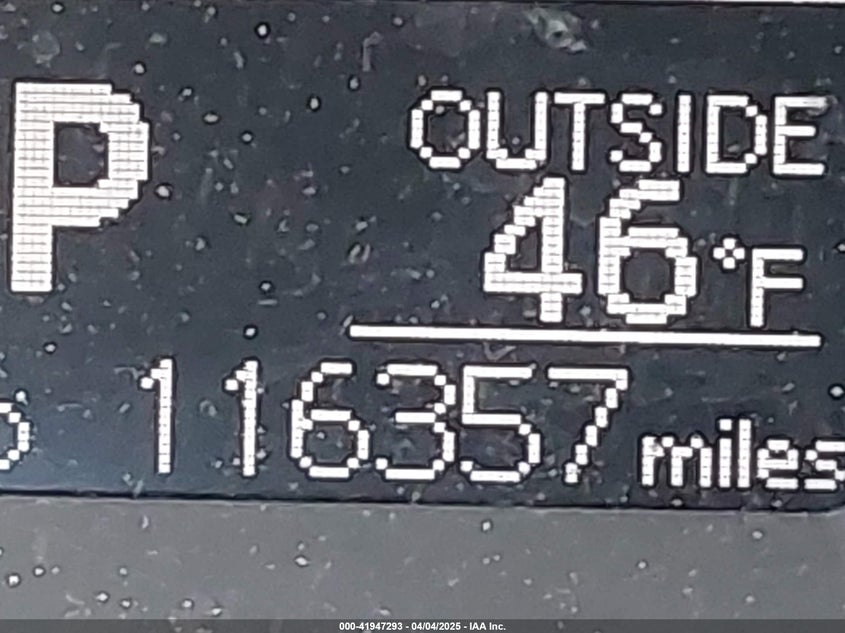 P
OUTSIDE
46°F
116357 miles
000-41947293 - 04/04/2025 - IAA Inc.